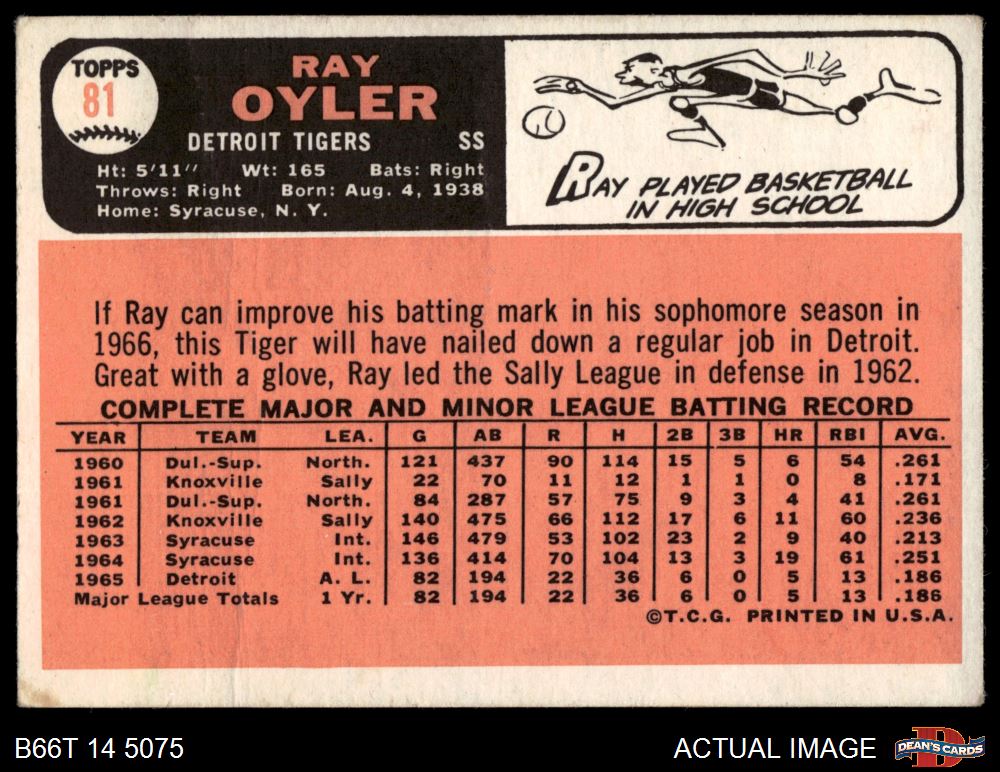 TOPPS
81
RAY
OYLER
DETROIT TIGERS SS
Ht: 5'11" Wt: 165 Bats: Right
Throws: Right Born: Aug. 4, 1938
Home: Syracuse, N. Y.
RAY PLAYED BASKETBALL
IN HIGH SCHOOL
If Ray can improve his batting mark in his sophomore season in
1966, this Tiger will have nailed down a regular job in Detroit.
Great with a glove, Ray led the Sally League in defense in 1962.
COMPLETE MAJOR AND MINOR LEAGUE BATTING RECORD
YEAR TEAM LEA. G AB R H 2B 3B HR RBI AVG.
1960 Dul.-Sup. North. 121 437 90 114 15 5 6 54 .261
1961 Knoxville Sally 22 70 11 12 1 1 0 8 .171
1961 Dul.-Sup. North. 84 287 57 75 9 3 4 41 .261
1962 Knoxville Sally 140 475 66 112 17 6 11 60 .236
1963 Syracuse Int. 146 479 53 102 23 2 9 40 .213
1964 Syracuse Int. 136 414 70 104 13 3 19 61 .251
1965 Detroit A. L. 82 194 22 36 6 0 5 13 .186
Major League Totals 1 Yr. 82 194 22 36 6 0 5 13 .186
©T.C.G. PRINTED IN U.S.A.
B66T 14 5075
ACTUAL IMAGE
D
DEAN'S CARDS